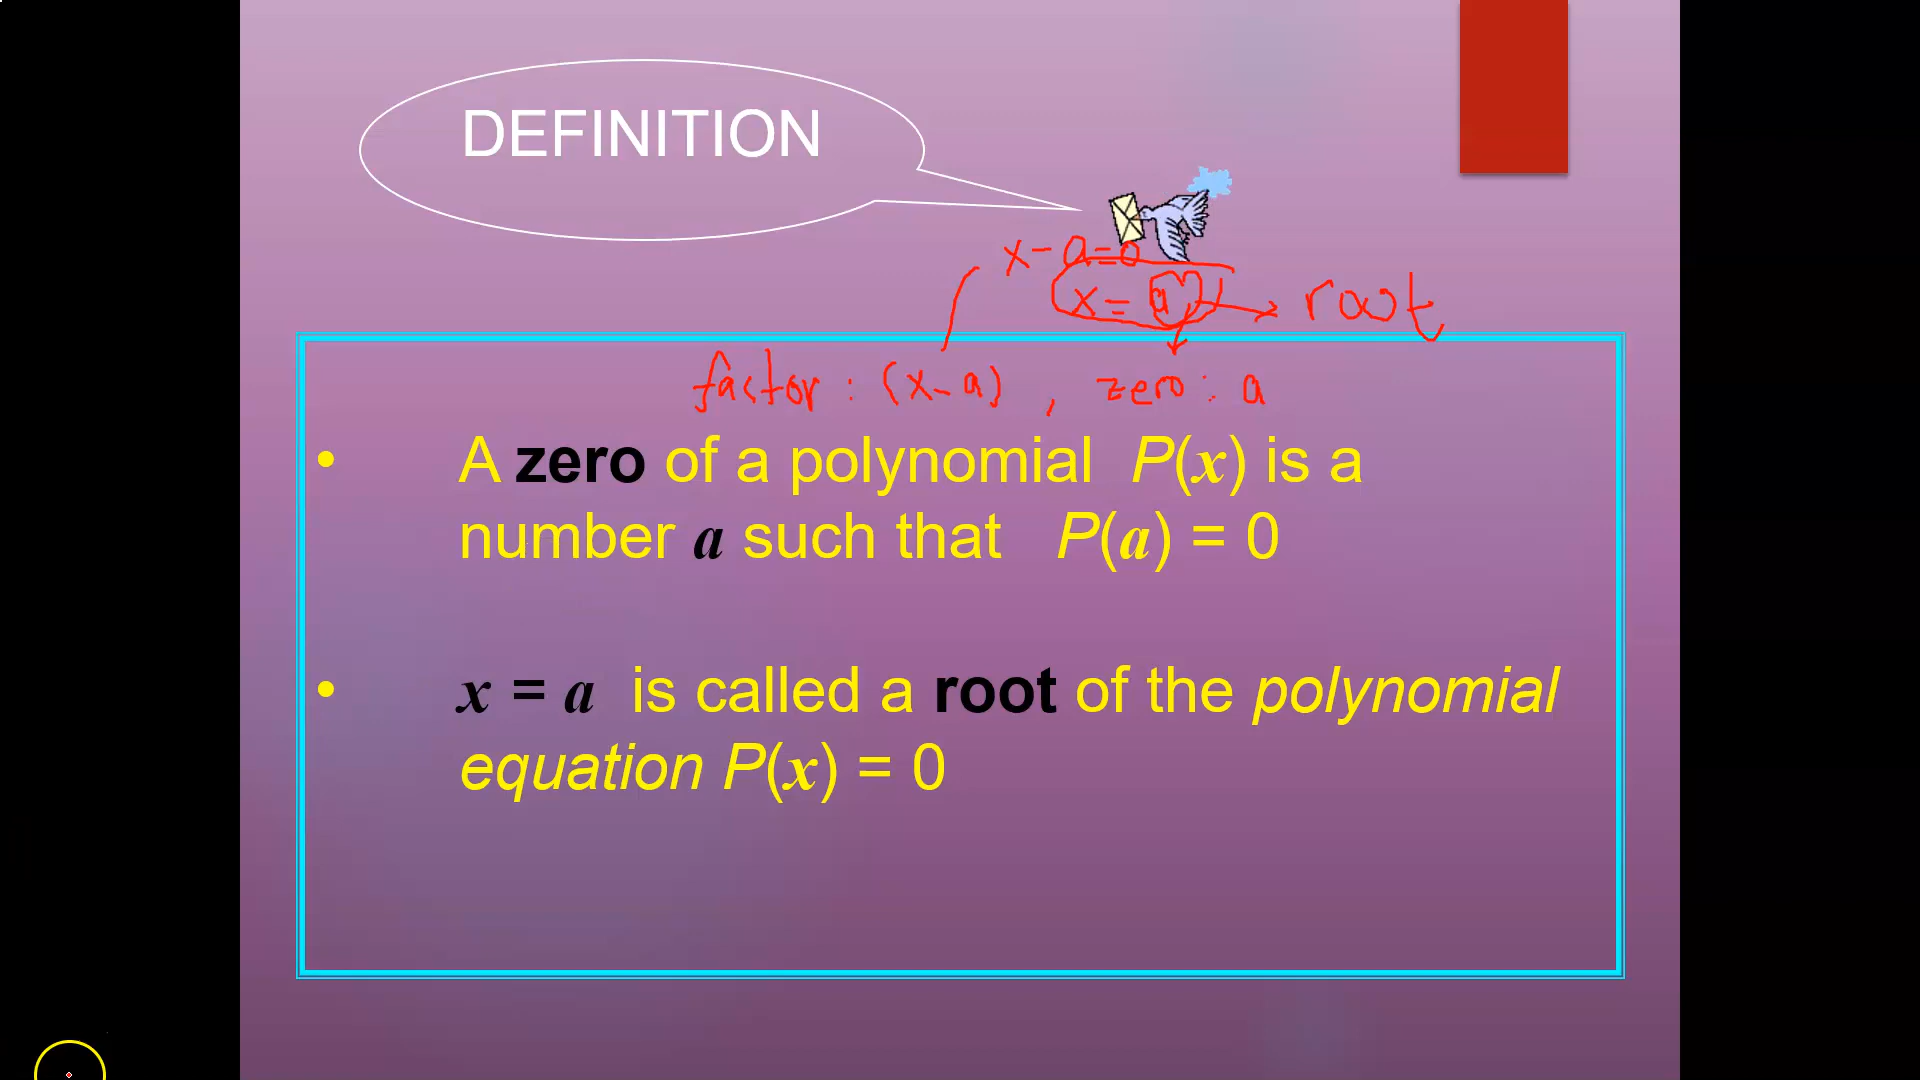 DEFINITION
x - a = 0
x = a → root
factor : (x - a) , zero : a
• A zero of a polynomial P(x) is a
number a such that P(a) = 0
• x = a is called a root of the polynomial
equation P(x) = 0